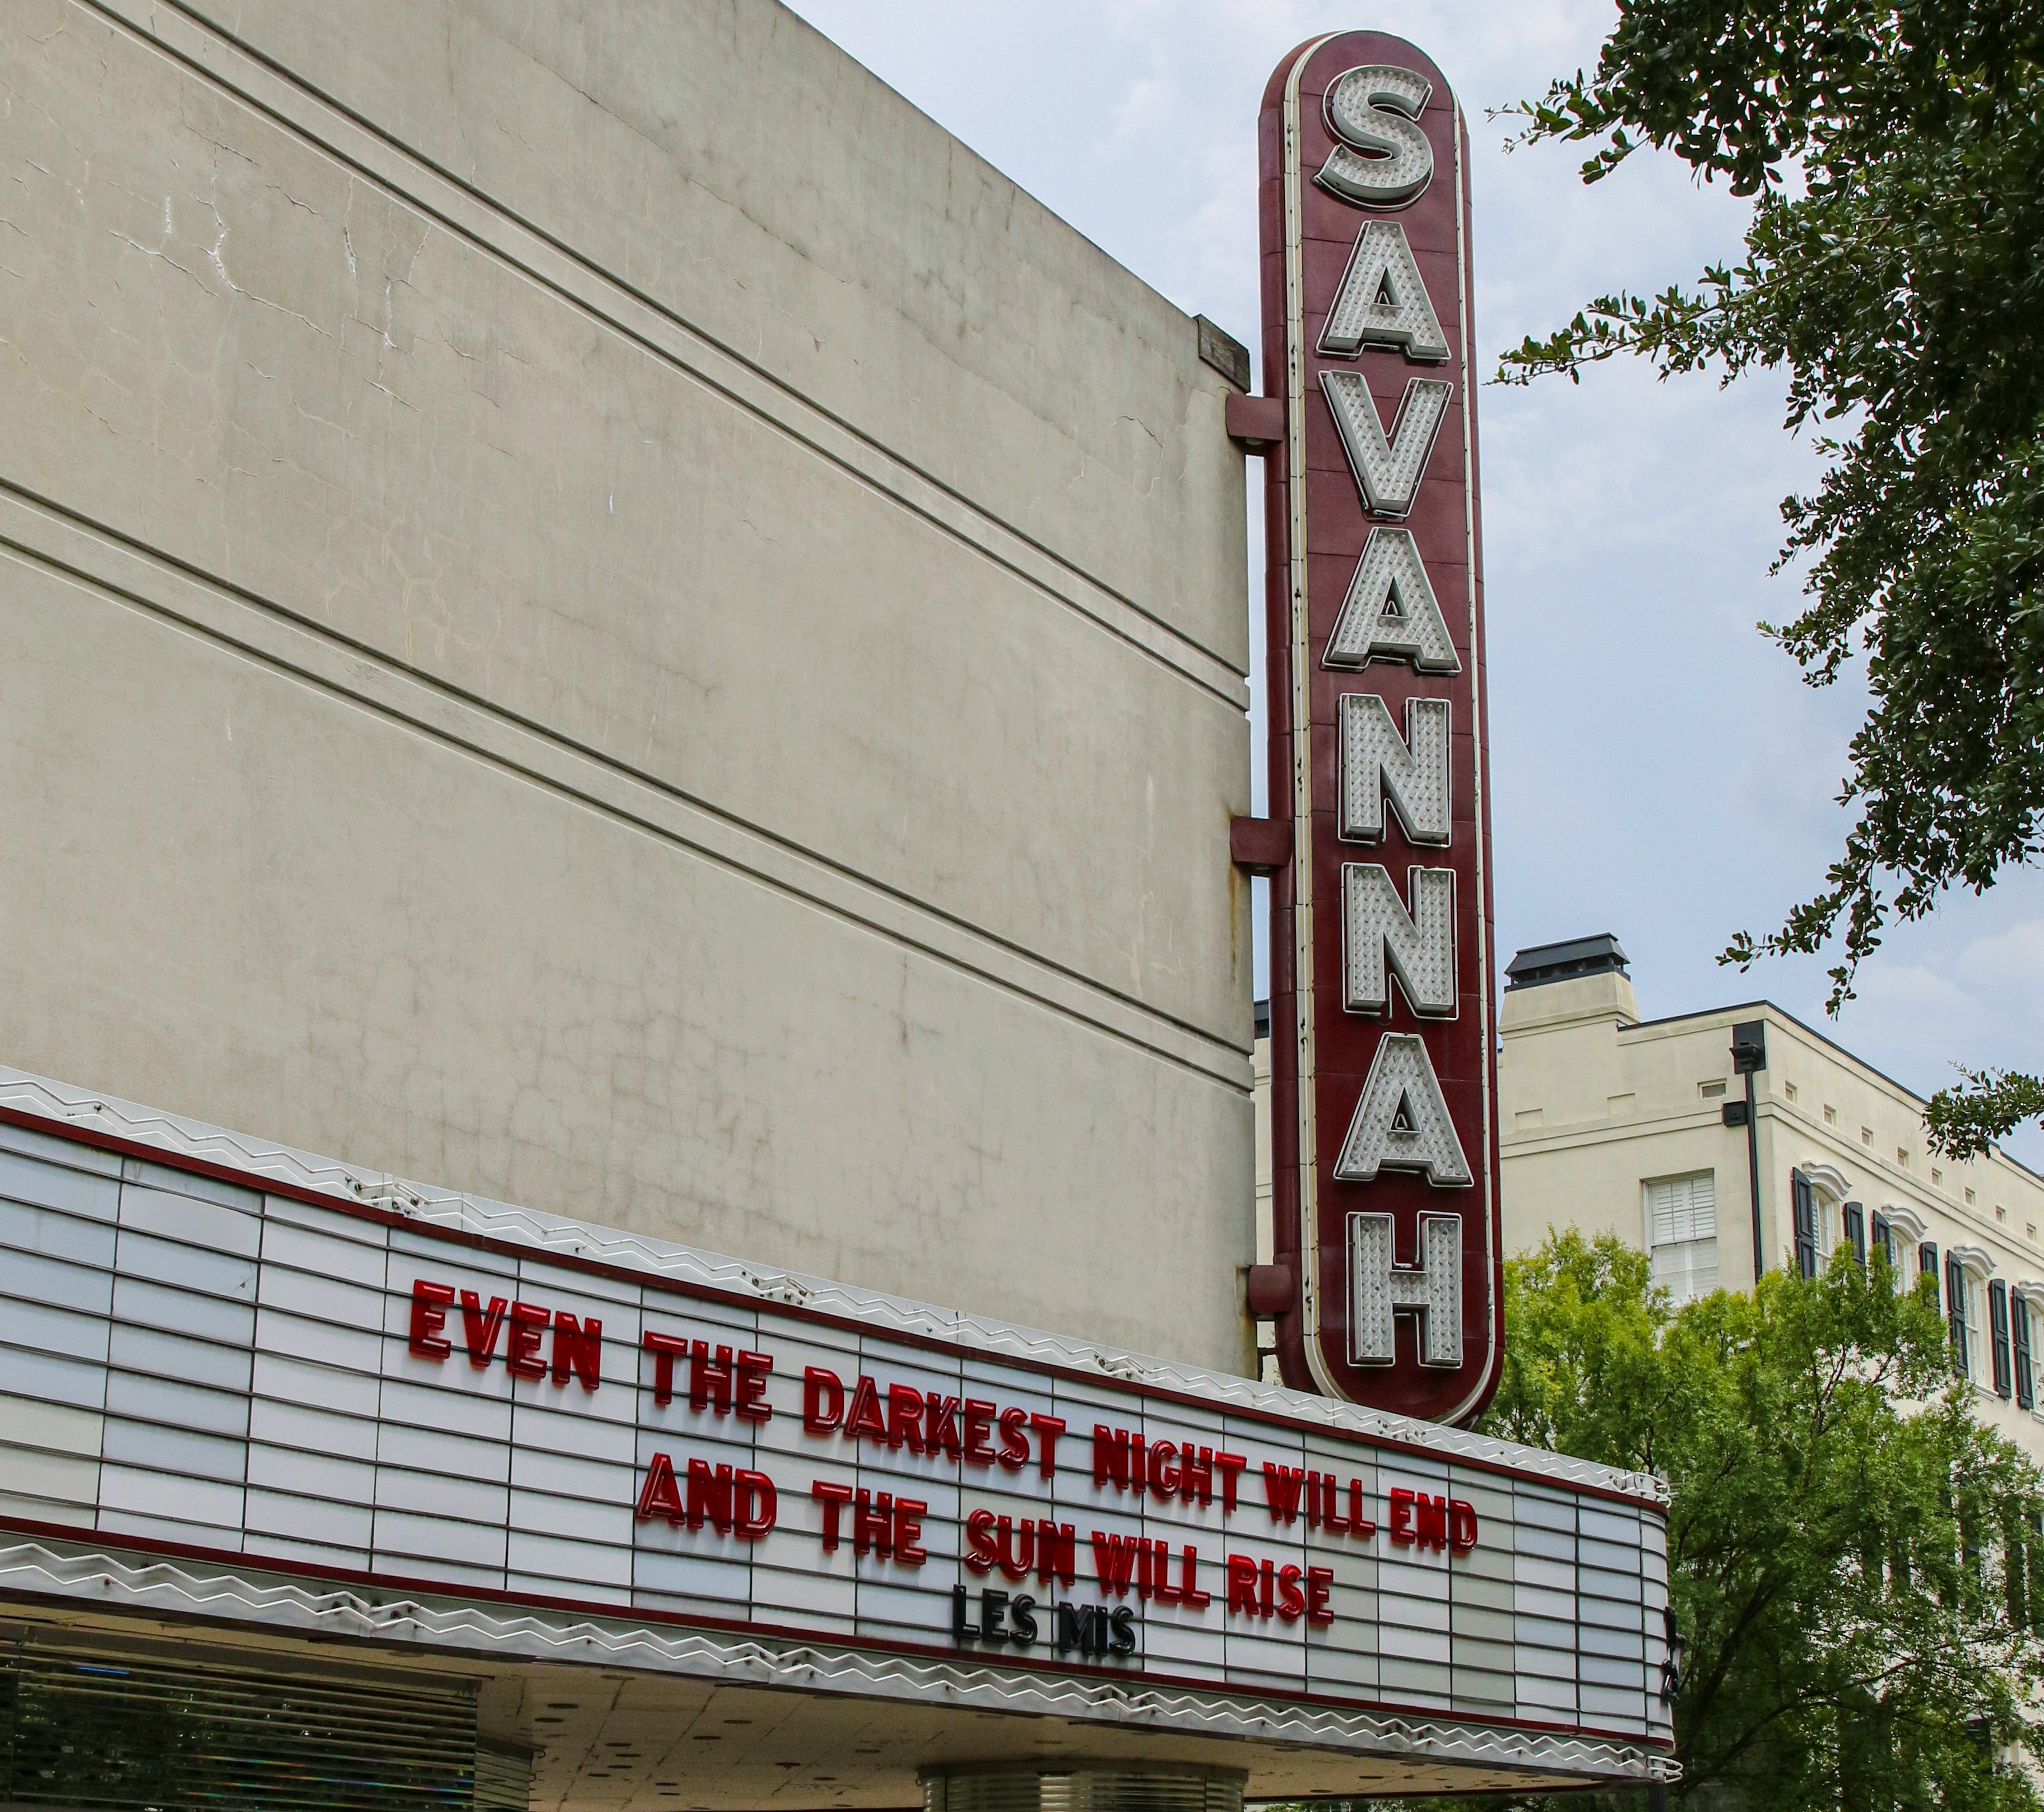 SAVANNAH
EVEN THE DARKEST NIGHT WILL END
AND THE SUN WILL RISE
LES MIS